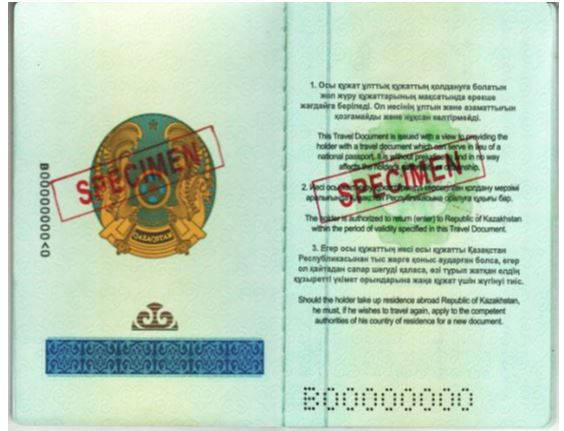 B00000000<0
SPECIMEN
QAZAQSTAN
1. Осы құжат ұлттық құжаттың қолдануға болатын
жол жүру құжаттарының мақсатында ерекше
жағдайға беріледі. Ол иесінің ұлтын және азаматтығын
қозғамайды және нұқсан келтірмейді.
This Travel Document is issued with a view to providing the
holder with a travel document which can serve in lieu of a
national passport. It is without prejudice to and in no way
affects the holder's
SPECIMEN
2. Иесі осы
аралығында Қазақстан Республикасына оралуға құқығы бар.
The holder is authorized to return (enter) to Republic of Kazakhstan
within the period of validity specified in this Travel Document.
3. Егер осы құжаттың иесі осы құжатты Қазақстан
Республикасынан тыс жерге қоныс аударған болса, егер
ол қайтадан сапар шегуді қаласа, өзі тұрып жатқан елдің
құзыретті үкімет орындарына жаңа құжат үшін жүгінуі тиіс.
Should the holder take up residence abroad Republic of Kazakhstan,
he must, if he wishes to travel again, apply to the competent
authorities of his country of residence for a new document.
B00000000